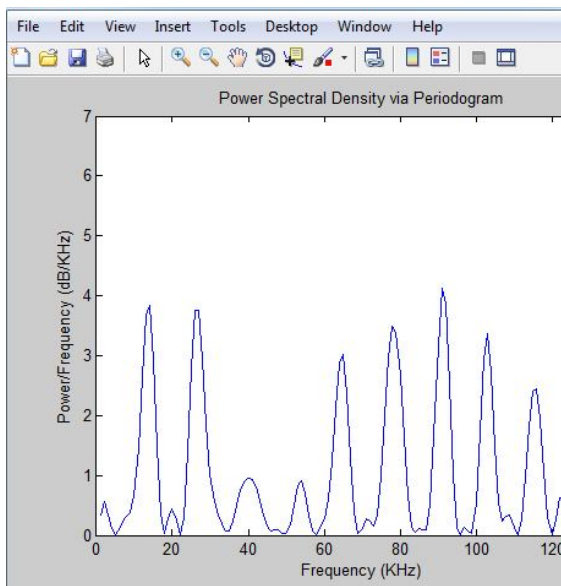 File Edit View Insert Tools Desktop Window Help
Power Spectral Density via Periodogram
7
6
5
4
3
2
1
0
Power/Frequency (dB/KHz)
0 20 40 60 80 100 120
Frequency (KHz)